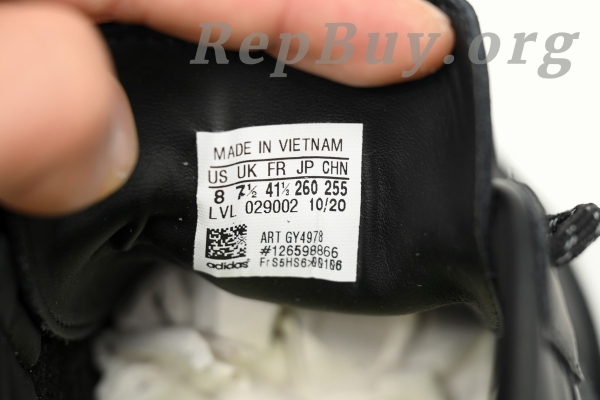 RepBuy.org
MADE IN VIETNAM
US UK FR JP CHN
8 7½ 41⅓ 260 255
LVL 029002 10/20
ART GY4978
#126598866
adidas